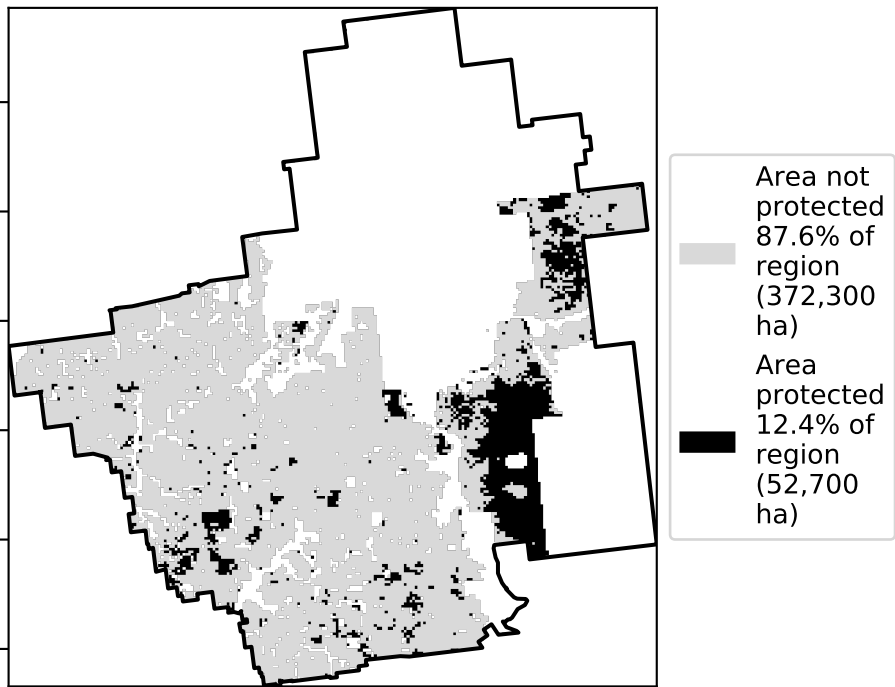 Area not
protected
87.6% of
region
(372,300
ha)
Area
protected
12.4% of
region
(52,700
ha)